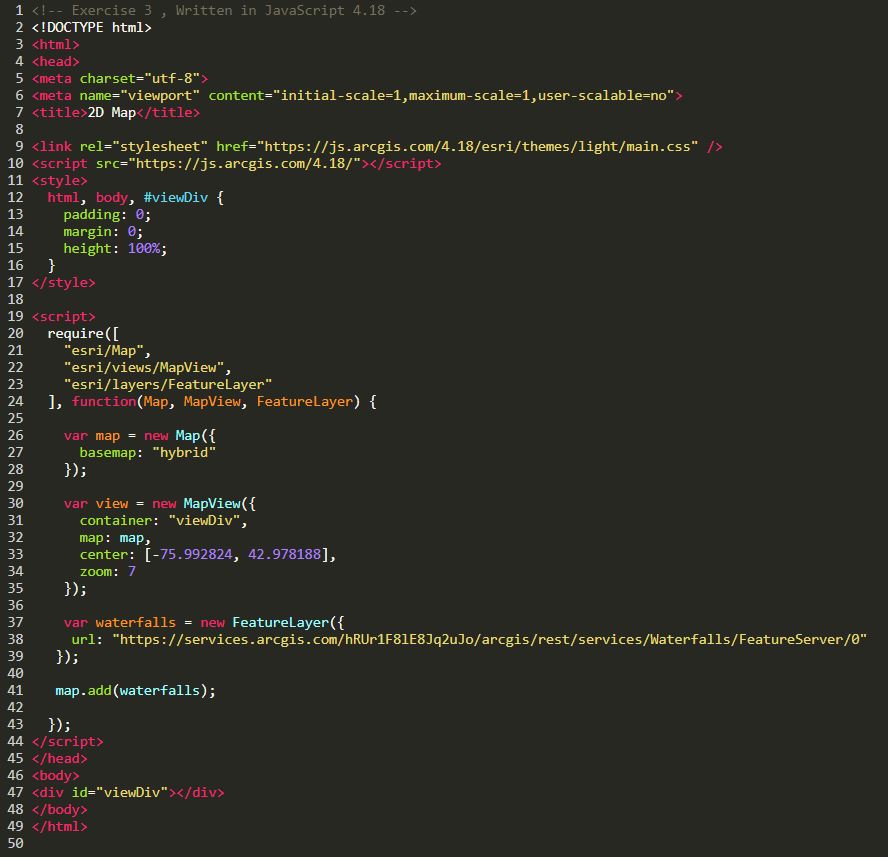 1 <!-- Exercise 3 , Written in JavaScript 4.18 -->
2 <!DOCTYPE html>
3 <html>
4 <head>
5 <meta charset="utf-8">
6 <meta name="viewport" content="initial-scale=1,maximum-scale=1,user-scalable=no">
7 <title>2D Map</title>
8
9 <link rel="stylesheet" href="https://js.arcgis.com/4.18/esri/themes/light/main.css" />
10 <script src="https://js.arcgis.com/4.18/"></script>
11 <style>
12   html, body, #viewDiv {
13     padding: 0;
14     margin: 0;
15     height: 100%;
16   }
17 </style>
18
19 <script>
20   require([
21     "esri/Map",
22     "esri/views/MapView",
23     "esri/layers/FeatureLayer"
24   ], function(Map, MapView, FeatureLayer) {
25
26     var map = new Map({
27       basemap: "hybrid"
28     });
29
30     var view = new MapView({
31       container: "viewDiv",
32       map: map,
33       center: [-75.992824, 42.978188],
34       zoom: 7
35     });
36
37     var waterfalls = new FeatureLayer({
38      url: "https://services.arcgis.com/hRUr1F8lE8Jq2uJo/arcgis/rest/services/Waterfalls/FeatureServer/0"
39    });
40
41    map.add(waterfalls);
42
43   });
44 </script>
45 </head>
46 <body>
47 <div id="viewDiv"></div>
48 </body>
49 </html>
50